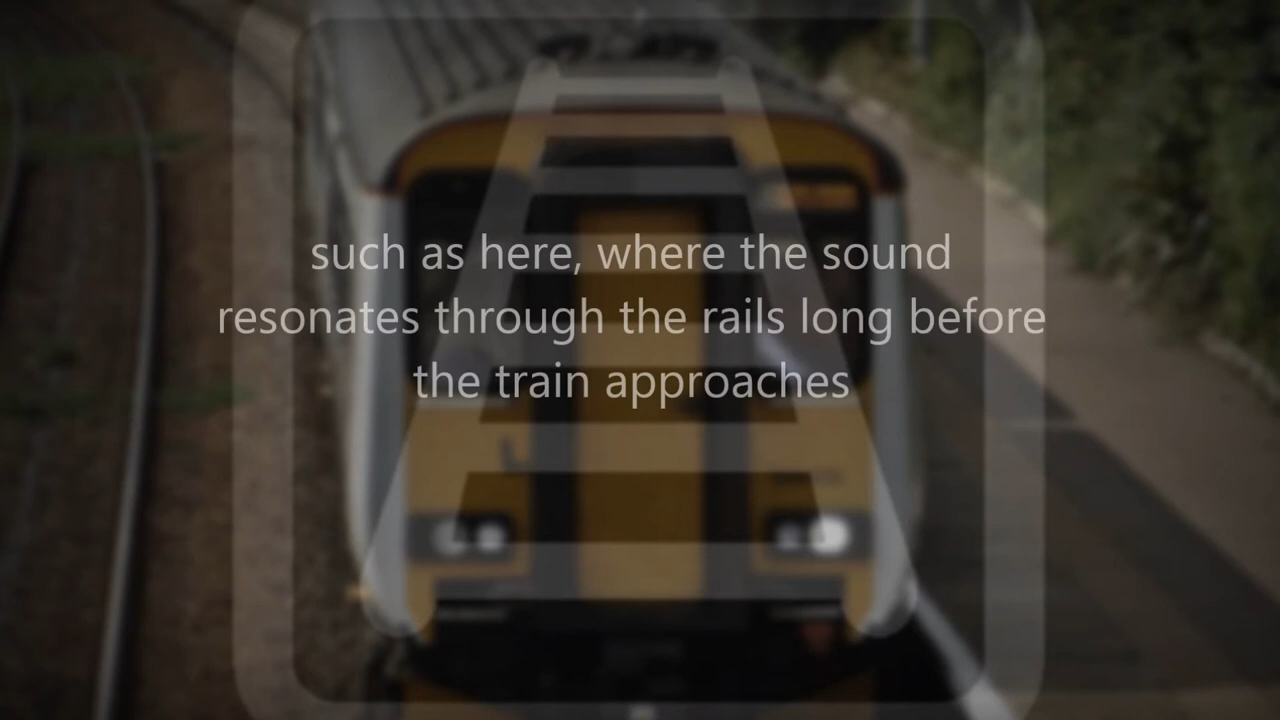 such as here, where the sound
resonates through the rails long before
the train approaches